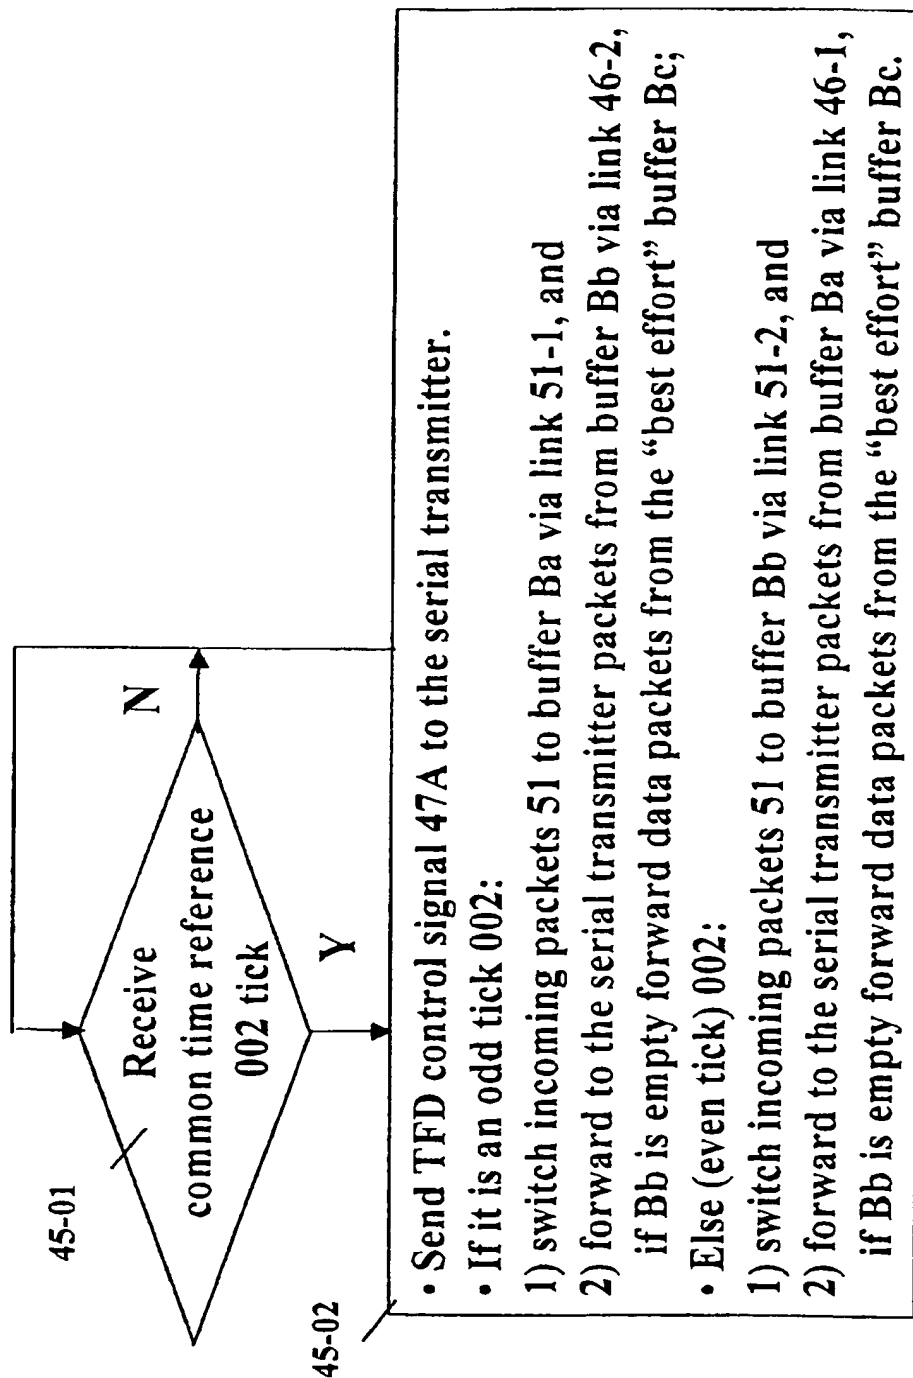 45-01
Receive
common time reference
002 tick
N
Y
45-02
• Send TFD control signal 47A to the serial transmitter.
• If it is an odd tick 002:
1) switch incoming packets 51 to buffer Ba via link 51-1, and
2) forward to the serial transmitter packets from buffer Bb via link 46-2,
if Bb is empty forward data packets from the “best effort” buffer Bc;
• Else (even tick) 002:
1) switch incoming packets 51 to buffer Bb via link 51-2, and
2) forward to the serial transmitter packets from buffer Ba via link 46-1,
if Bb is empty forward data packets from the “best effort” buffer Bc.